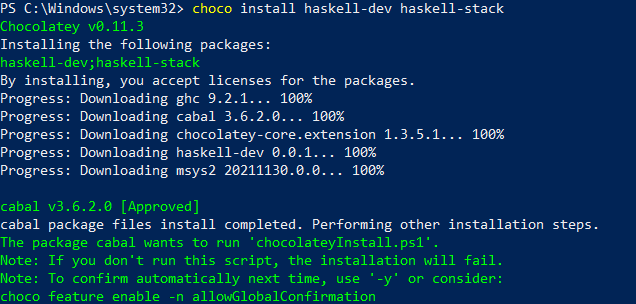 PS C:\Windows\system32> choco install haskell-dev haskell-stack
Chocolatey v0.11.3
Installing the following packages:
haskell-dev;haskell-stack
By installing, you accept licenses for the packages.
Progress: Downloading ghc 9.2.1... 100%
Progress: Downloading cabal 3.6.2.0... 100%
Progress: Downloading chocolatey-core.extension 1.3.5.1... 100%
Progress: Downloading haskell-dev 0.0.1... 100%
Progress: Downloading msys2 20211130.0.0... 100%

cabal v3.6.2.0 [Approved]
cabal package files install completed. Performing other installation steps.
The package cabal wants to run 'chocolateyInstall.ps1'.
Note: If you don't run this script, the installation will fail.
Note: To confirm automatically next time, use '-y' or consider:
choco feature enable -n allowGlobalConfirmation